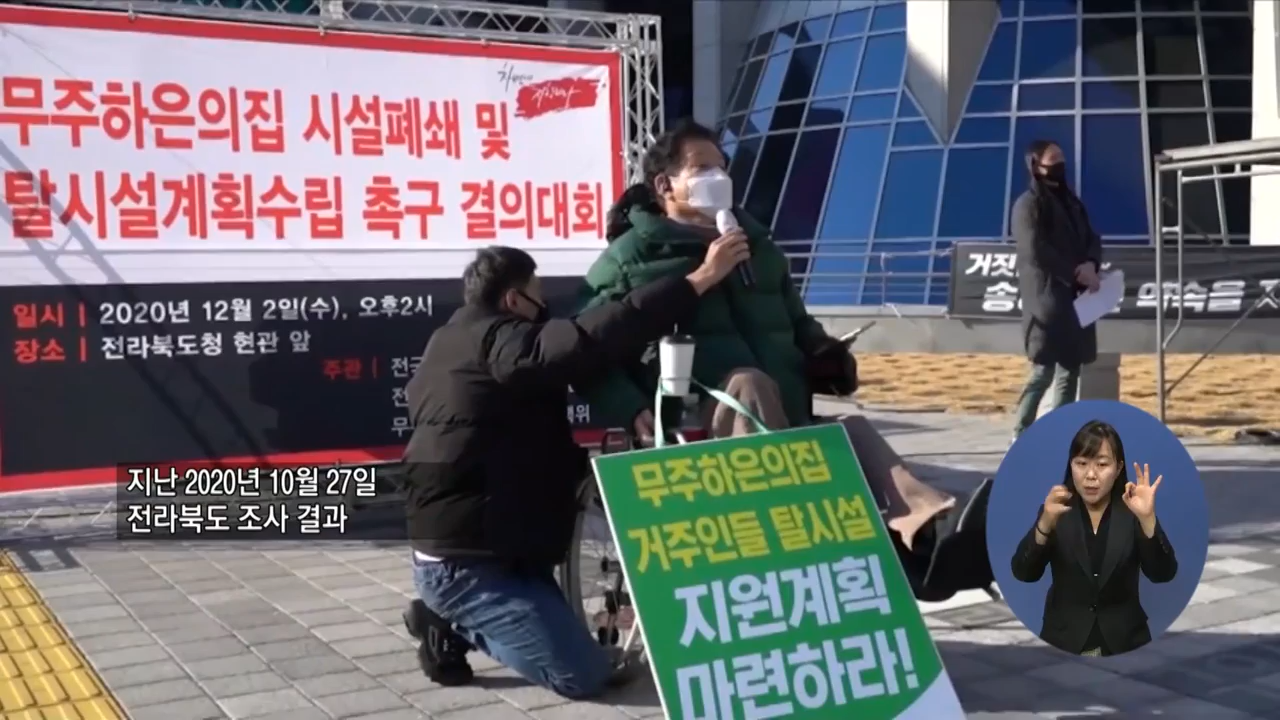 무주하은의집 시설폐쇄 및
탈시설계획수립 촉구 결의대회
일시 | 2020년 12월 2일(수), 오후2시
장소 | 전라북도청 현관 앞
주관 |
거짓
약속을
무주하은의집
거주인들 탈시설
지원계획
마련하라!
지난 2020년 10월 27일
전라북도 조사 결과